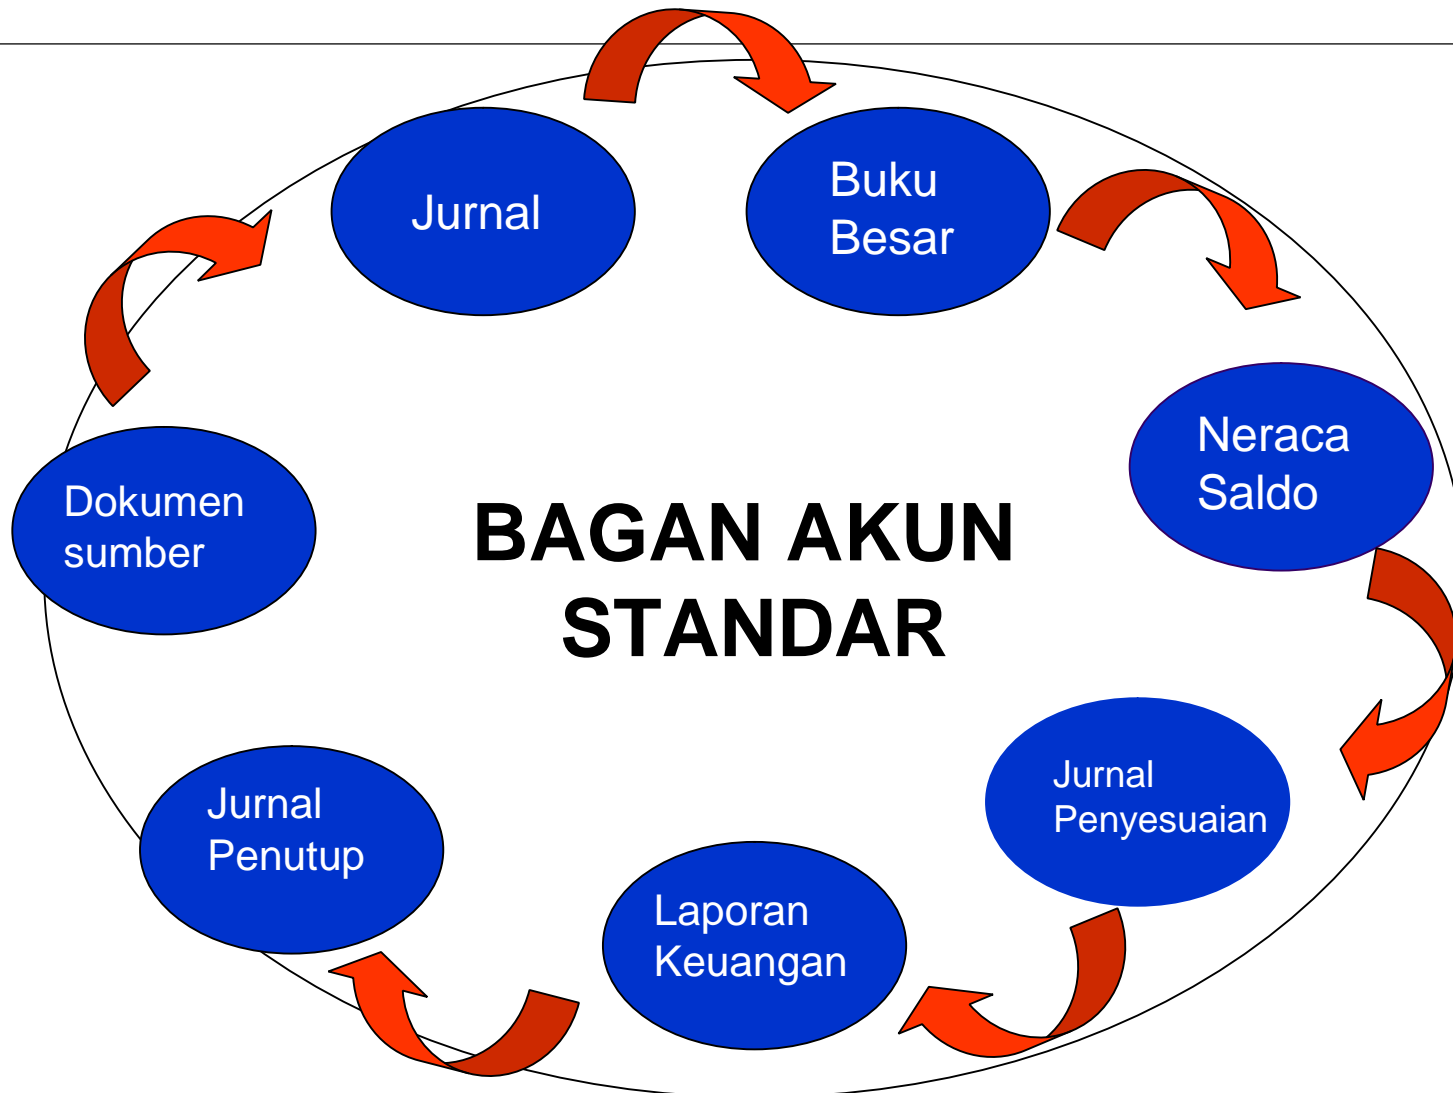 Jurnal
Buku
Besar
Neraca
Saldo
Dokumen
sumber
BAGAN AKUN
STANDAR
Jurnal
Penyesuaian
Jurnal
Penutup
Laporan
Keuangan